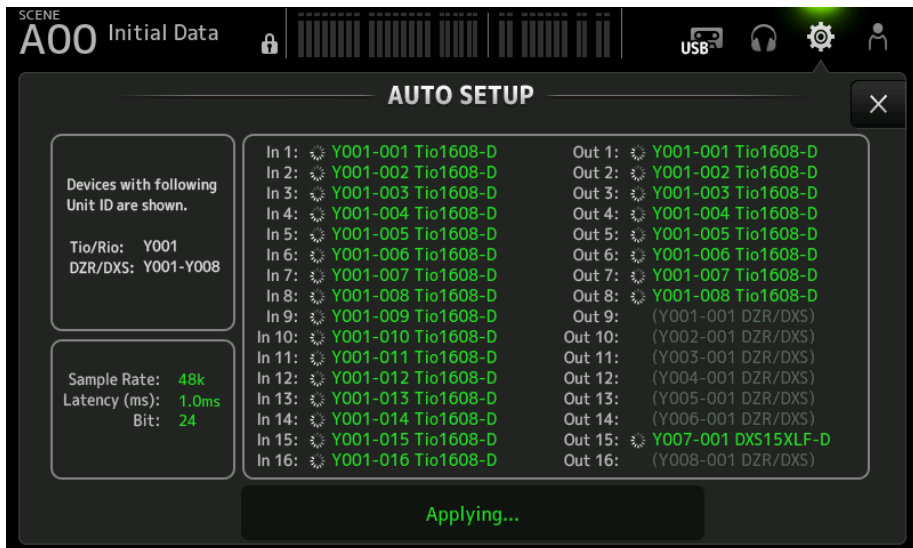 SCENE
A00 Initial Data
USB
AUTO SETUP
Devices with following
Unit ID are shown.
Tio/Rio: Y001
DZR/DXS: Y001-Y008
Sample Rate: 48k
Latency (ms): 1.0ms
Bit: 24
In 1: Y001-001 Tio1608-D
In 2: Y001-002 Tio1608-D
In 3: Y001-003 Tio1608-D
In 4: Y001-004 Tio1608-D
In 5: Y001-005 Tio1608-D
In 6: Y001-006 Tio1608-D
In 7: Y001-007 Tio1608-D
In 8: Y001-008 Tio1608-D
In 9: Y001-009 Tio1608-D
In 10: Y001-010 Tio1608-D
In 11: Y001-011 Tio1608-D
In 12: Y001-012 Tio1608-D
In 13: Y001-013 Tio1608-D
In 14: Y001-014 Tio1608-D
In 15: Y001-015 Tio1608-D
In 16: Y001-016 Tio1608-D
Out 1: Y001-001 Tio1608-D
Out 2: Y001-002 Tio1608-D
Out 3: Y001-003 Tio1608-D
Out 4: Y001-004 Tio1608-D
Out 5: Y001-005 Tio1608-D
Out 6: Y001-006 Tio1608-D
Out 7: Y001-007 Tio1608-D
Out 8: Y001-008 Tio1608-D
Out 9: (Y001-001 DZR/DXS)
Out 10: (Y002-001 DZR/DXS)
Out 11: (Y003-001 DZR/DXS)
Out 12: (Y004-001 DZR/DXS)
Out 13: (Y005-001 DZR/DXS)
Out 14: (Y006-001 DZR/DXS)
Out 15: Y007-001 DXS15XLF-D
Out 16: (Y008-001 DZR/DXS)
Applying...